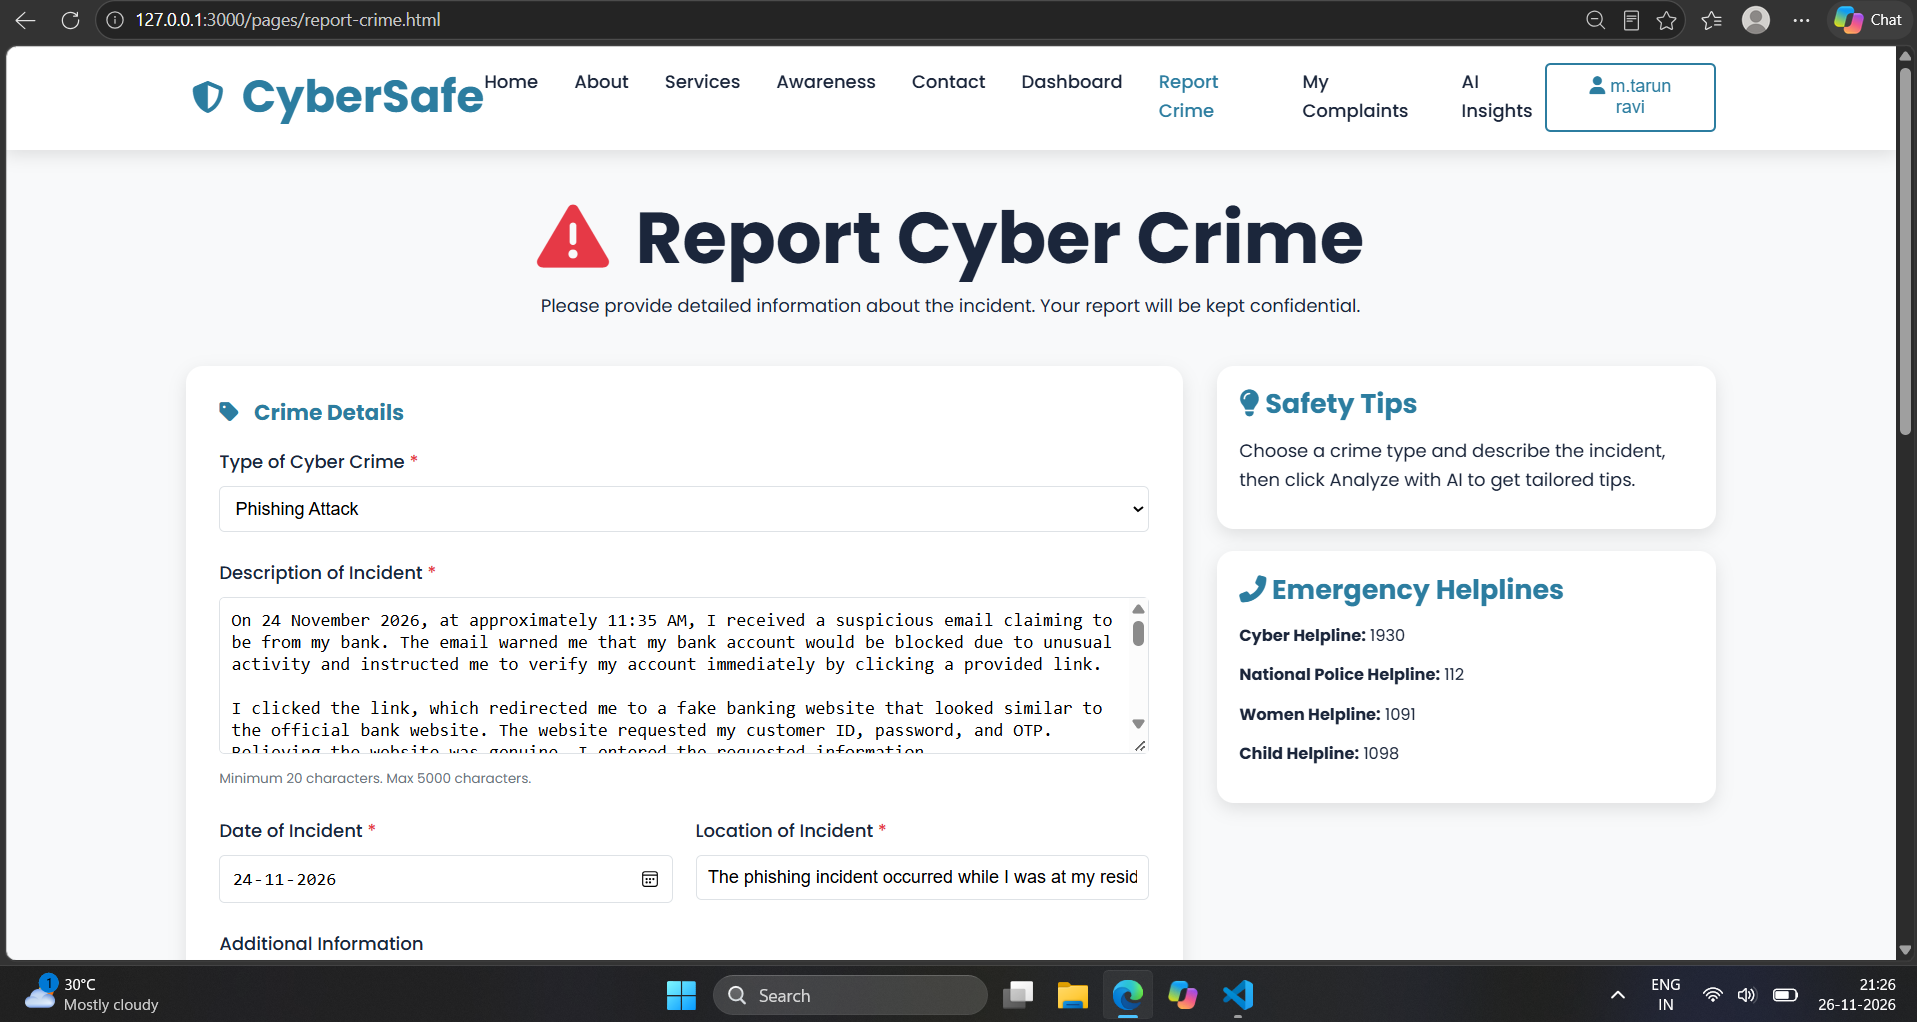 127.0.0.1:3000/pages/report-crime.html
Chat
CyberSafe
Home
About
Services
Awareness
Contact
Dashboard
Report
Crime
My
Complaints
AI
Insights
m.tarun
ravi
Report Cyber Crime
Please provide detailed information about the incident. Your report will be kept confidential.
Crime Details
Type of Cyber Crime *
Phishing Attack
Description of Incident *
On 24 November 2026, at approximately 11:35 AM, I received a suspicious email claiming to
be from my bank. The email warned me that my bank account would be blocked due to unusual
activity and instructed me to verify my account immediately by clicking a provided link.
I clicked the link, which redirected me to a fake banking website that looked similar to
the official bank website. The website requested my customer ID, password, and OTP.
Believing the website was genuine, I entered the requested information.
Minimum 20 characters. Max 5000 characters.
Date of Incident *
24-11-2026
Location of Incident *
The phishing incident occurred while I was at my resid
Additional Information
Safety Tips
Choose a crime type and describe the incident,
then click Analyze with AI to get tailored tips.
Emergency Helplines
Cyber Helpline: 1930
National Police Helpline: 112
Women Helpline: 1091
Child Helpline: 1098
1
30°C
Mostly cloudy
Search
ENG
IN
21:26
26-11-2026